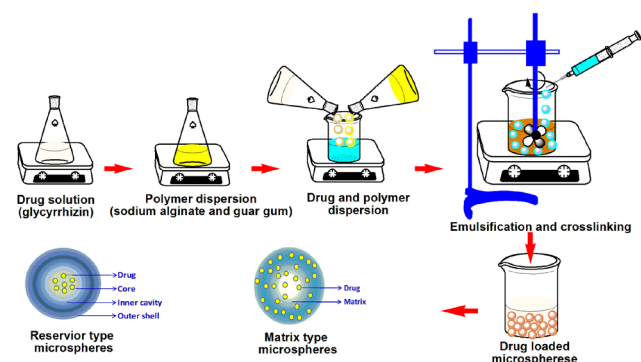 Drug solution
(glycyrrhizin)
Polymer dispersion
(sodium alginate and guar gum)
Drug and polymer
dispersion
Emulsification and crosslinking
Drug
Core
Inner cavity
Outer shell
Reservior type
microspheres
Drug
Matrix
Matrix type
microspheres
Drug loaded
microspherese